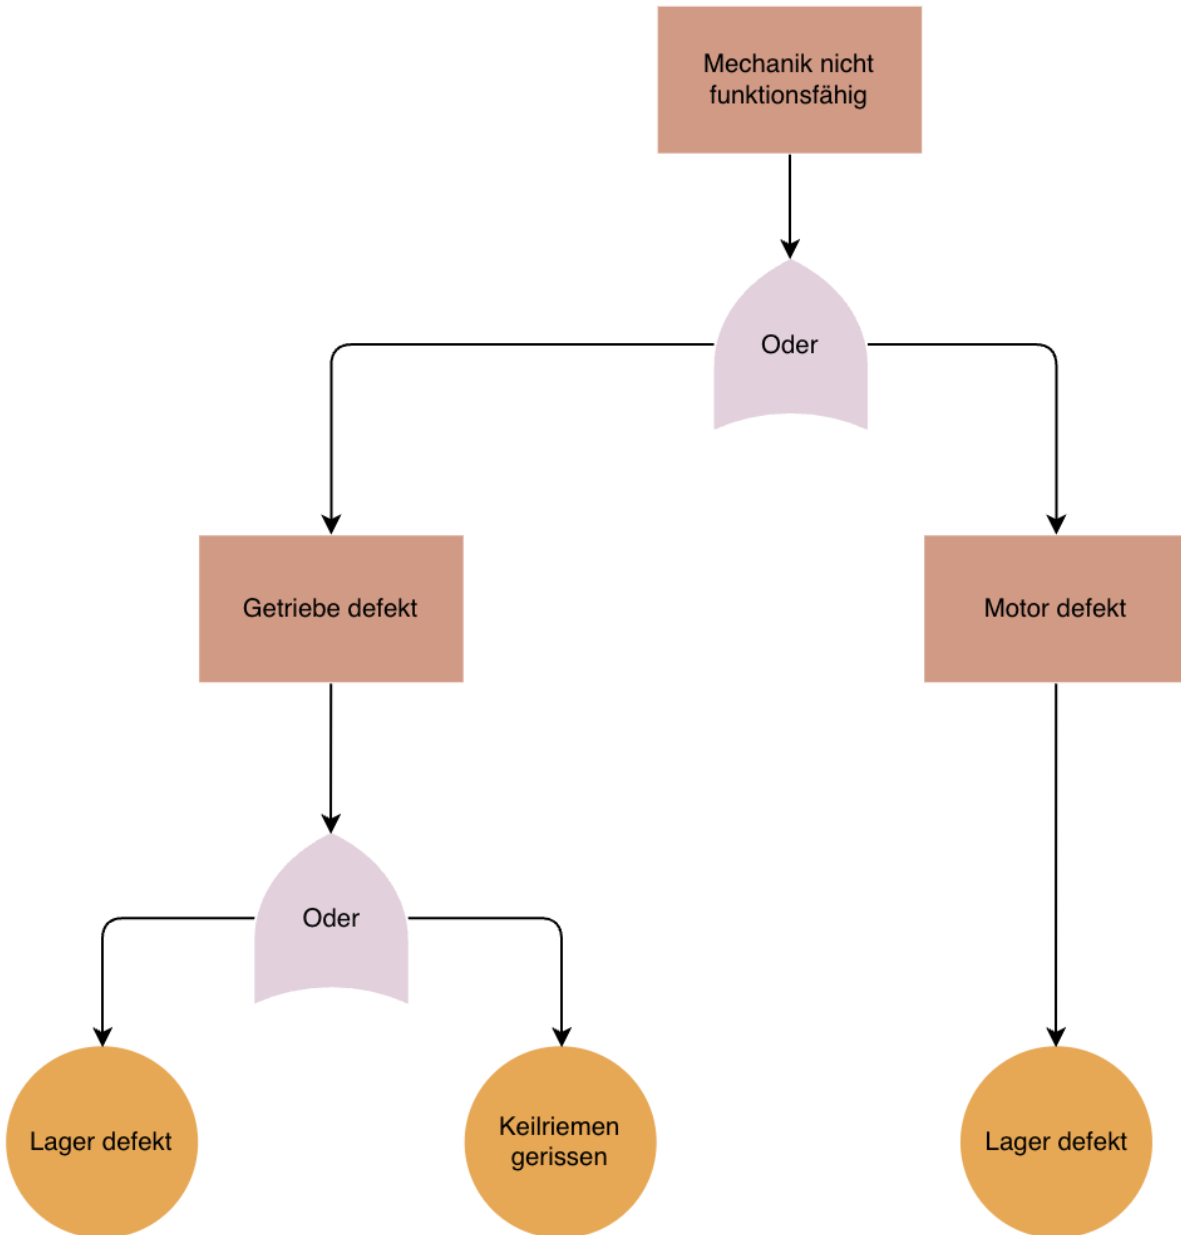 Mechanik nicht
funktionsfähig
Oder
Getriebe defekt
Motor defekt
Oder
Lager defekt
Keilriemen
gerissen
Lager defekt